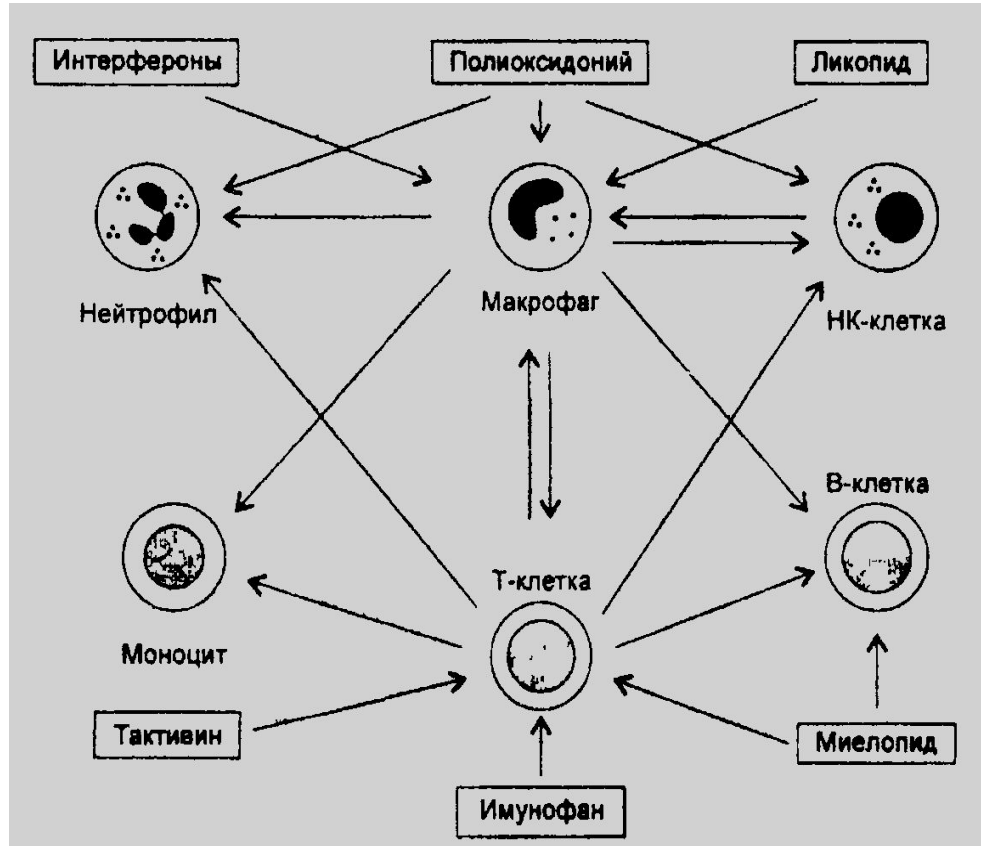 Интерфероны
Полиоксидоний
Ликопид
Нейтрофил
Макрофаг
НК-клетка
В-клетка
Т-клетка
Моноцит
Тактивин
Миелопид
Имунофан